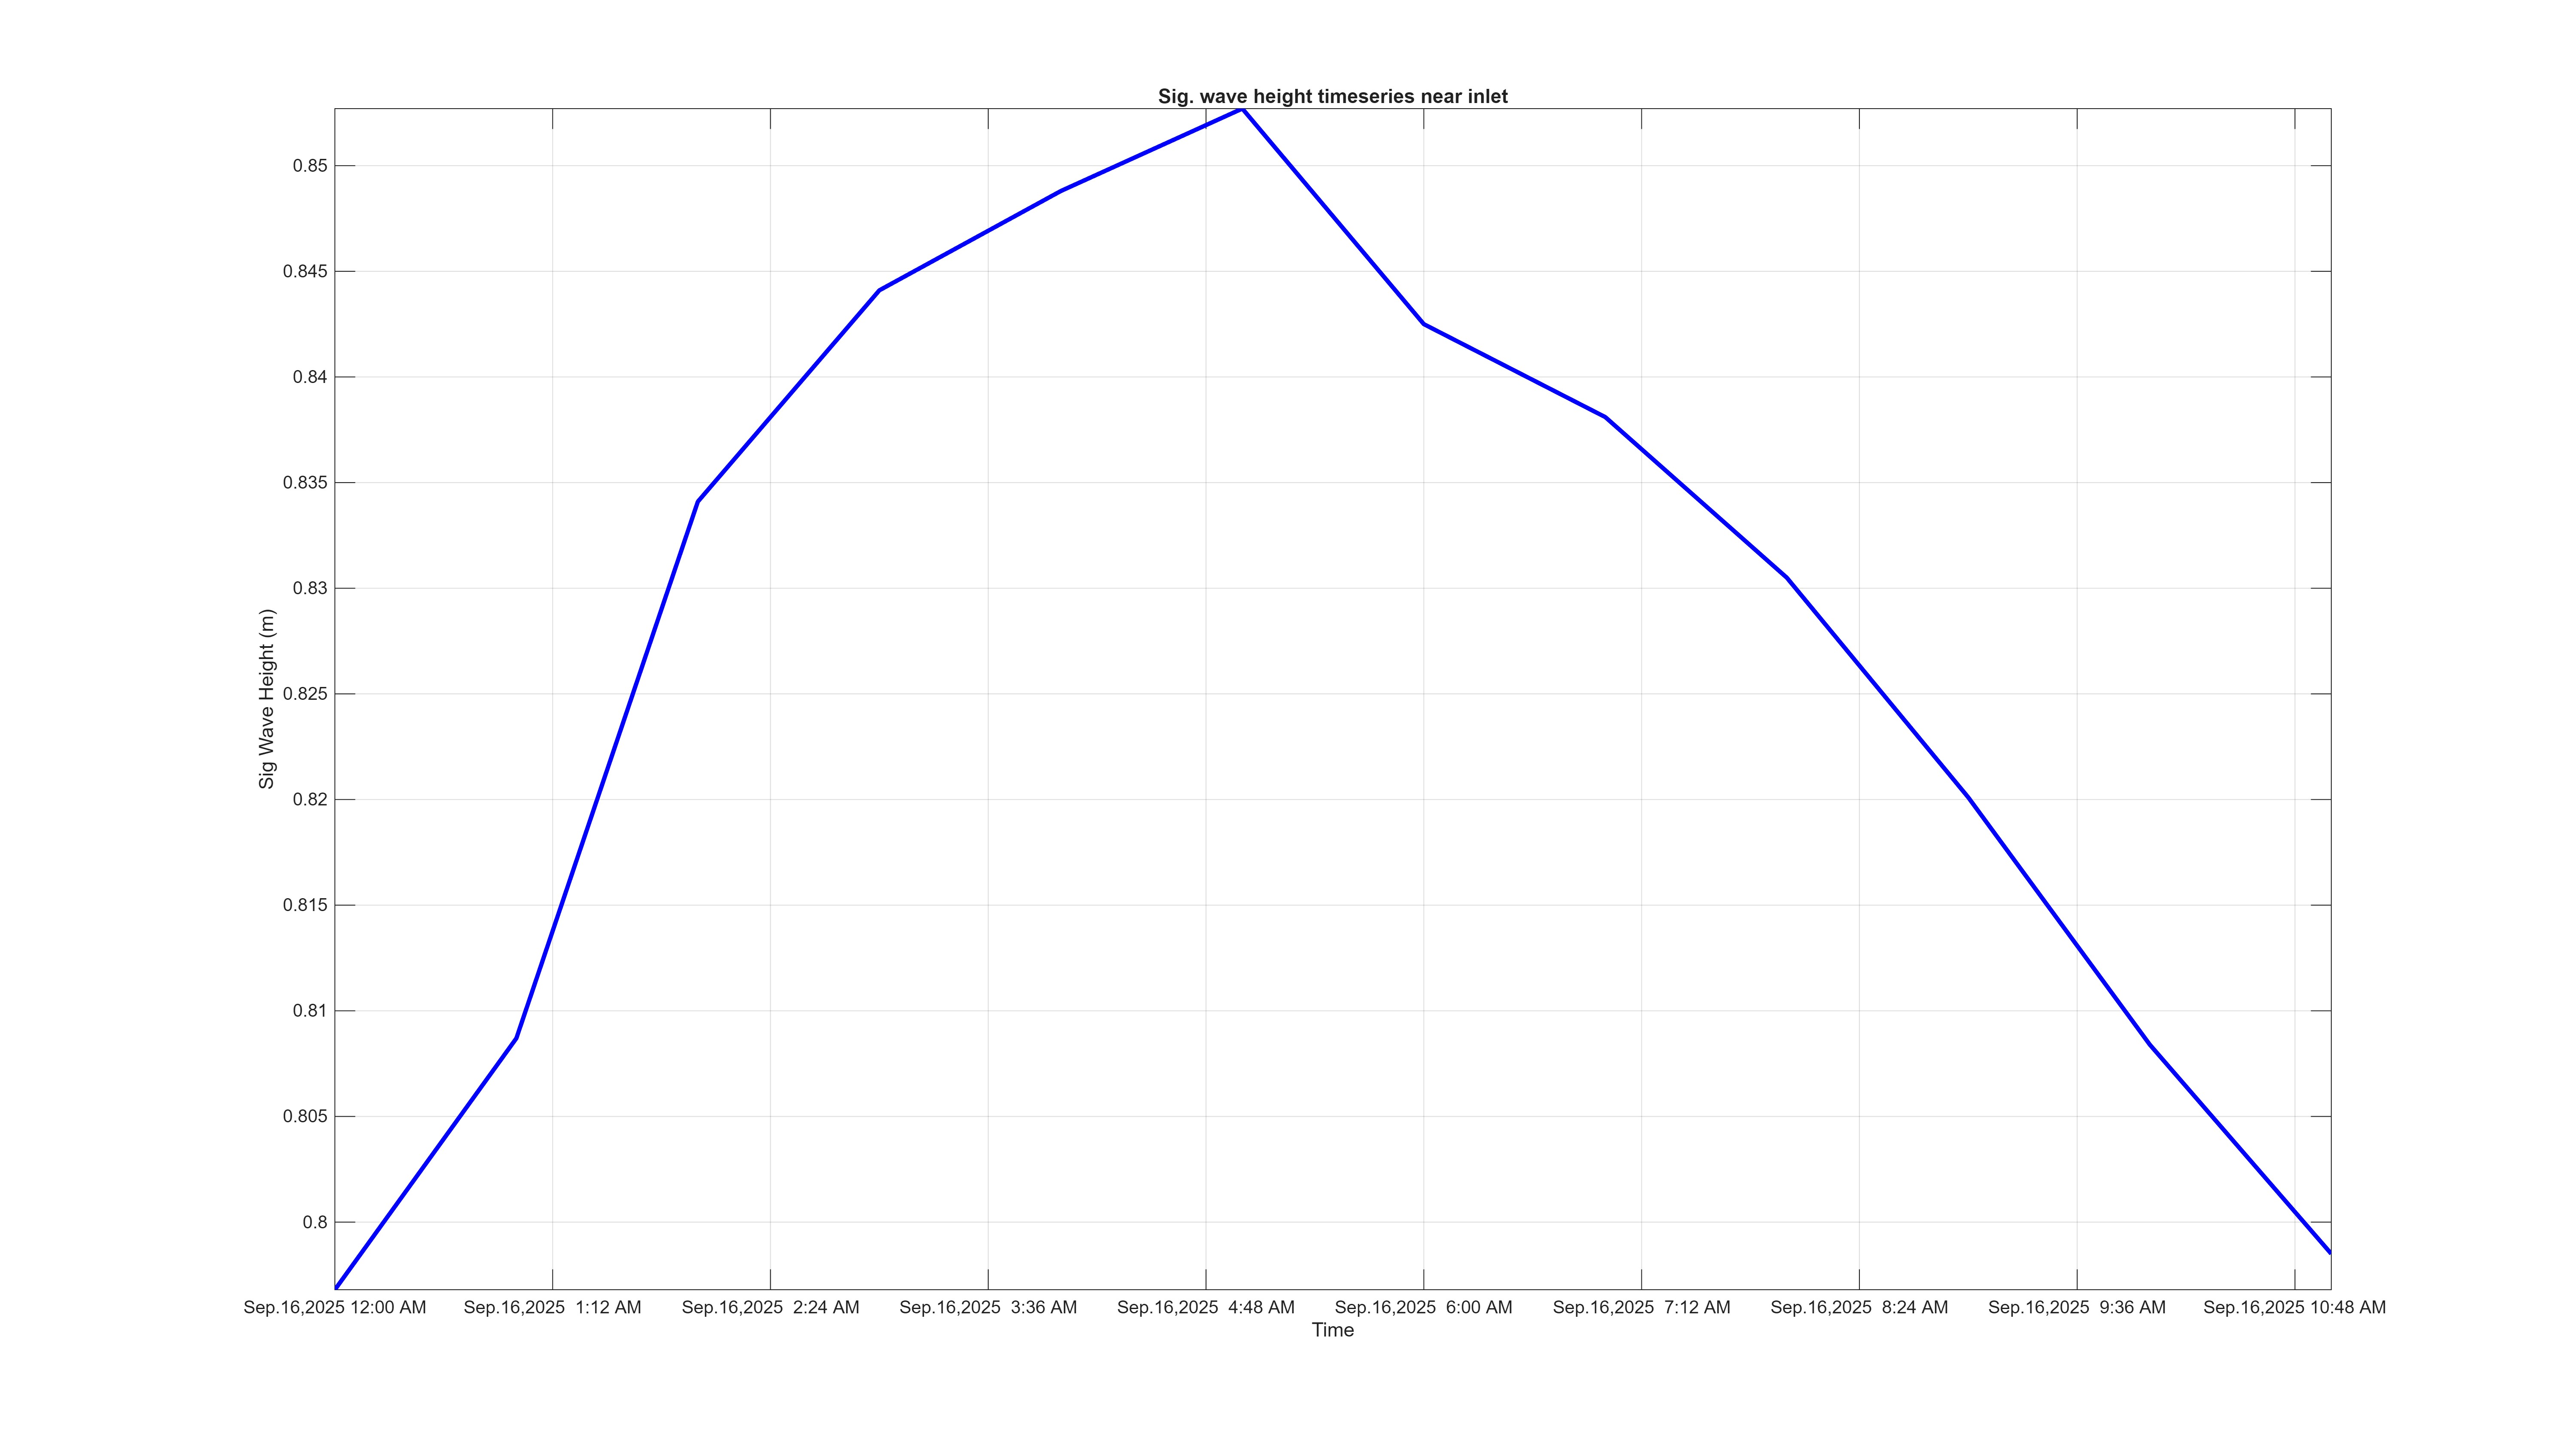 Sig. wave height timeseries near inlet
0.85
0.845
0.84
0.835
0.83
0.825
0.82
0.815
0.81
0.805
0.8
Sig Wave Height (m)
Sep.16,2025 12:00 AM Sep.16,2025  1:12 AM Sep.16,2025  2:24 AM Sep.16,2025  3:36 AM Sep.16,2025  4:48 AM Sep.16,2025  6:00 AM Sep.16,2025  7:12 AM Sep.16,2025  8:24 AM Sep.16,2025  9:36 AM Sep.16,2025 10:48 AM
Time